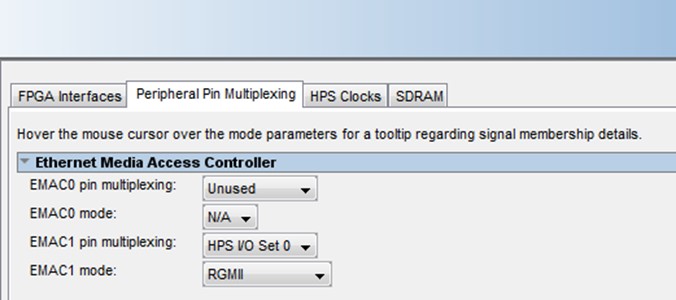 FPGA Interfaces Peripheral Pin Multiplexing HPS Clocks SDRAM
Hover the mouse cursor over the mode parameters for a tooltip regarding signal membership details.
Ethernet Media Access Controller
EMAC0 pin multiplexing: Unused
EMAC0 mode: N/A
EMAC1 pin multiplexing: HPS I/O Set 0
EMAC1 mode: RGMII